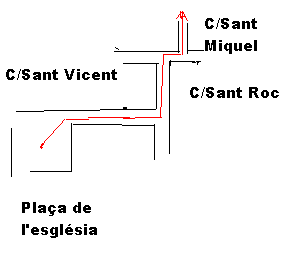 C/Sant
Miquel
C/Sant Vicent
C/Sant Roc
Plaça de
l'església